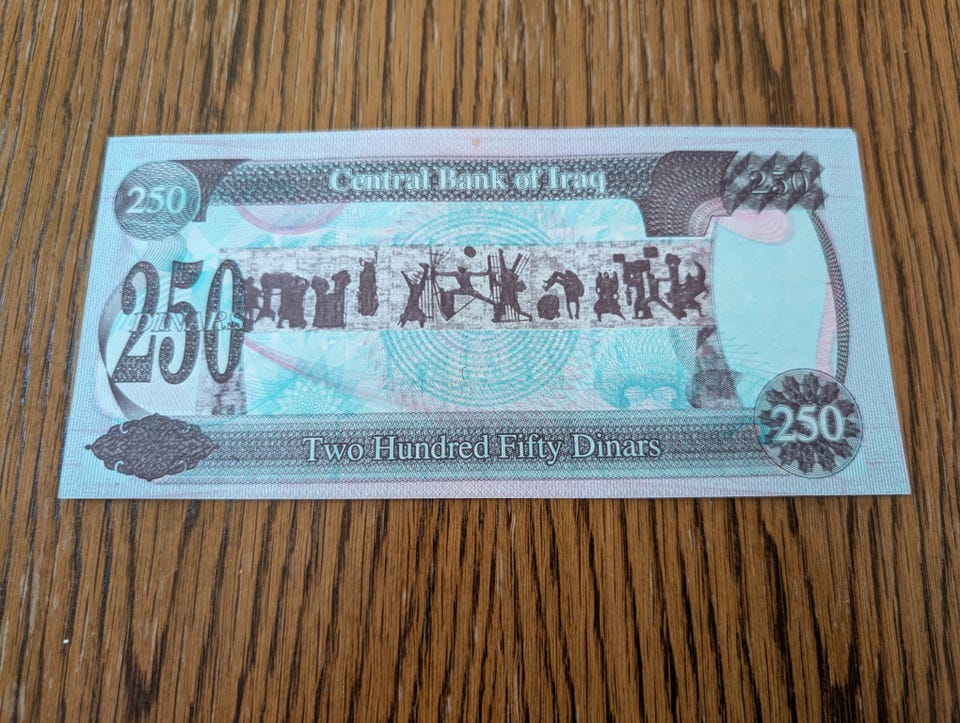 Central Bank of Iraq
250
250
250
DINARS
Two Hundred Fifty Dinars
250